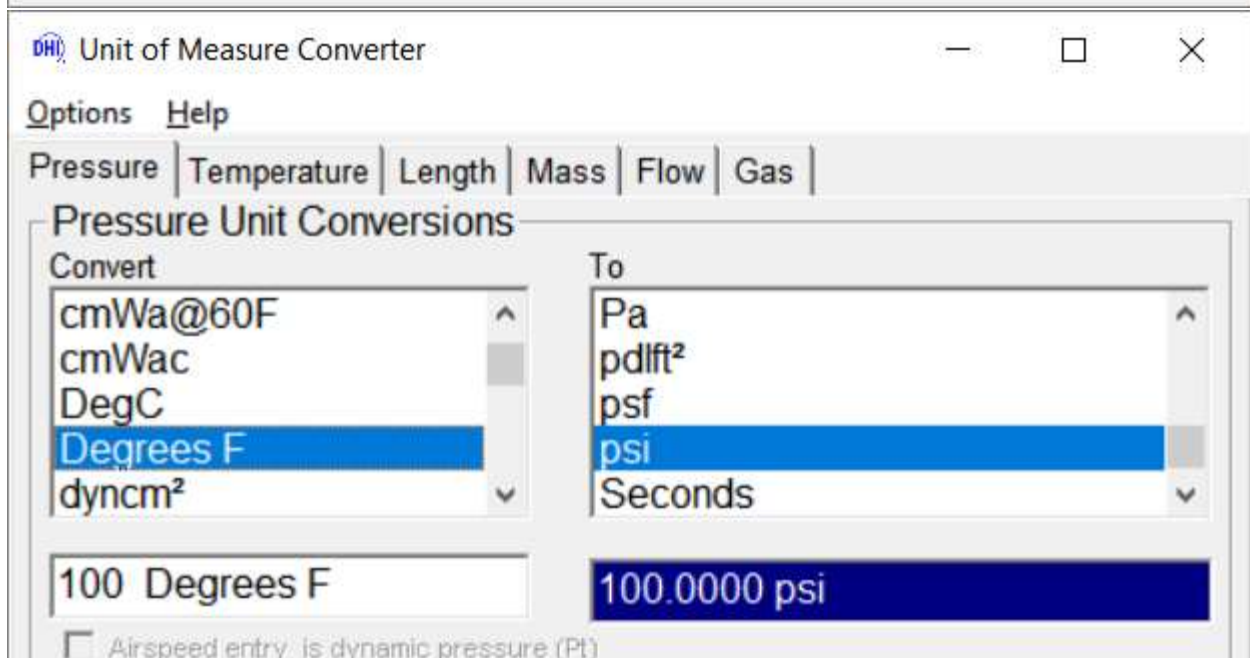 DHI Unit of Measure Converter
Options Help
Pressure Temperature Length Mass Flow Gas
Pressure Unit Conversions
Convert To
cmWa@60F
cmWac
DegC
Degrees F
dyncm²
Pa
pdlft²
psf
psi
Seconds
100 Degrees F
100.0000 psi
Airspeed entry is dynamic pressure (Pt)